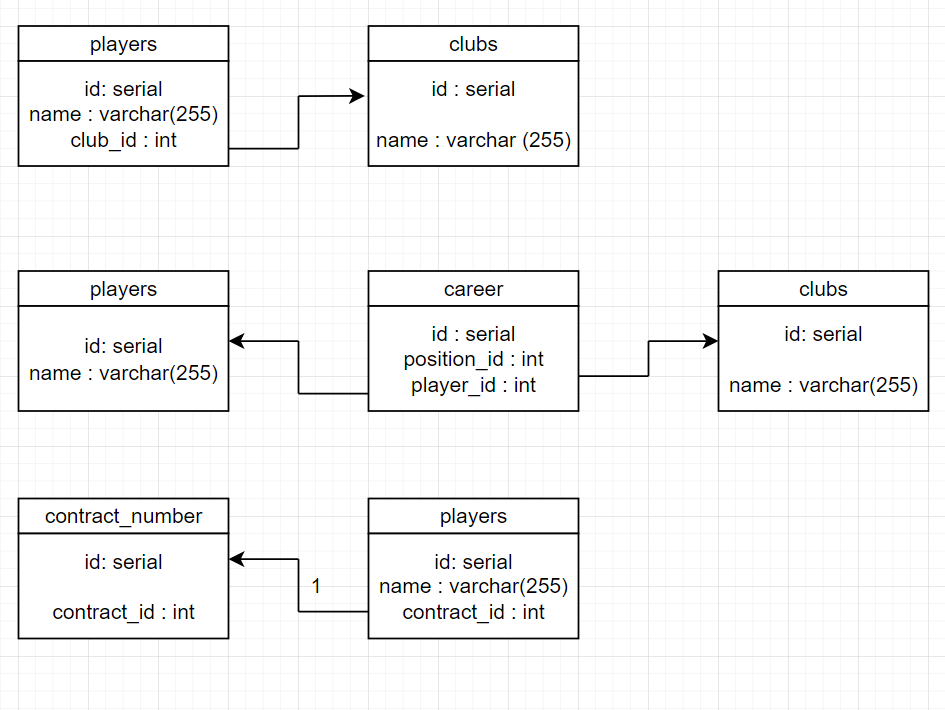 players
id: serial
name : varchar(255)
club_id : int
clubs
id : serial
name : varchar (255)
players
id: serial
name : varchar(255)
career
id : serial
position_id : int
player_id : int
clubs
id: serial
name : varchar(255)
contract_number
id: serial
contract_id : int
1
players
id: serial
name : varchar(255)
contract_id : int